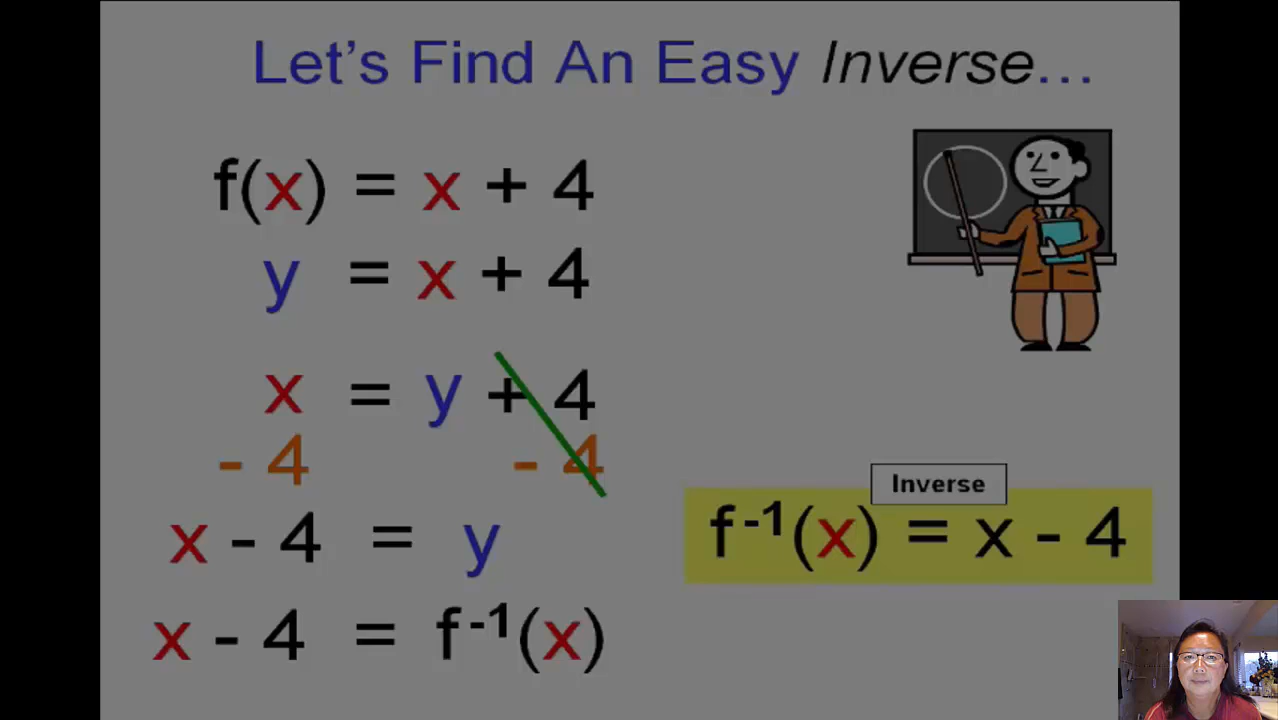 Let's Find An Easy Inverse...
f(x) = x + 4
y = x + 4
x = y + 4
- 4 - 4
x - 4 = y
x - 4 = f⁻¹(x)
Inverse
f⁻¹(x) = x - 4